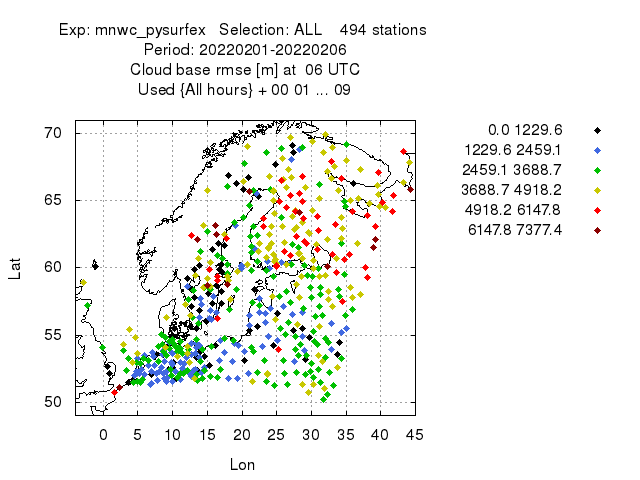 Exp: mnwc_pysurfex   Selection: ALL    494 stations
Period: 20220201-20220206
Cloud base rmse [m] at  06 UTC
Used {All hours} + 00 01 ... 09
0.0 1229.6
1229.6 2459.1
2459.1 3688.7
3688.7 4918.2
4918.2 6147.8
6147.8 7377.4
70
65
60
55
50
Lat
0 5 10 15 20 25 30 35 40 45
Lon